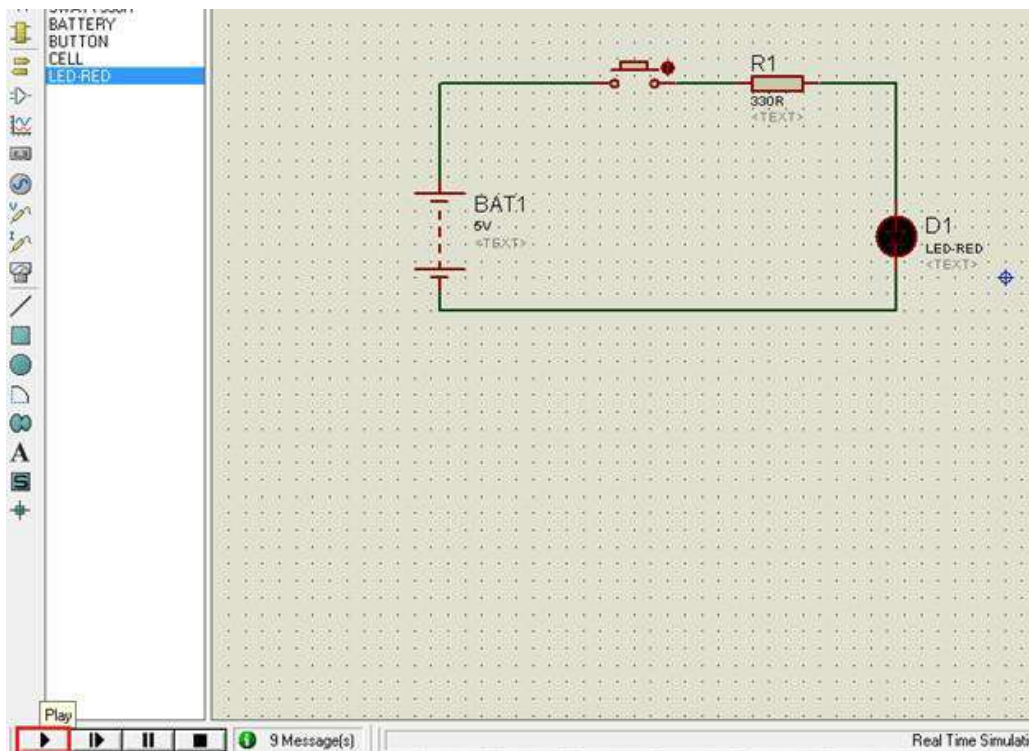 BATTERY
BUTTON
CELL
LED-RED
R1
330R
<TEXT>
BAT1
5V
<TEXT>
D1
LED-RED
<TEXT>
A
S
Play
9 Message(s)
Real Time Simulati